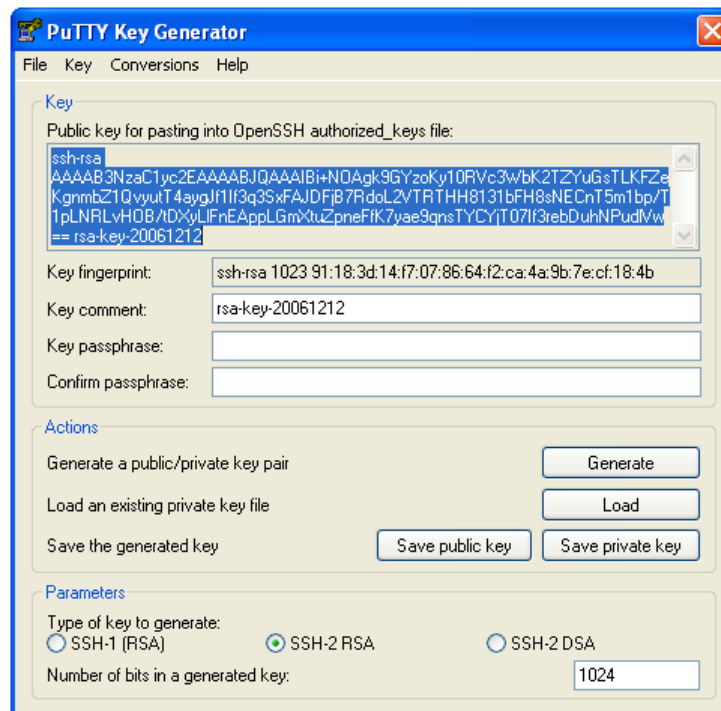 PuTTY Key Generator
File Key Conversions Help
Key
Public key for pasting into OpenSSH authorized_keys file:
ssh-rsa
AAAAB3NzaC1yc2EAAAABJQAAAIBi+NOAgk9GYzoKy10RVc3WbK2TZYuGsTLKFZe
KgnmbZ1QvyutT4aygJf1If3q3SxFAJDFjB7RdoL2VTRTHH8131bFH8sNECnT5m1bp/T
1pLNRLvHOB/tDXyLlFnEAppLGmXtuZpneFfK7yae9qnsTYCYjT07If3rebDuhNPudMw
== rsa-key-20061212
Key fingerprint: ssh-rsa 1023 91:18:3d:14:f7:07:86:64:f2:ca:4a:9b:7e:cf:18:4b
Key comment: rsa-key-20061212
Key passphrase:
Confirm passphrase:
Actions
Generate a public/private key pair Generate
Load an existing private key file Load
Save the generated key Save public key Save private key
Parameters
Type of key to generate:
SSH-1 (RSA) SSH-2 RSA SSH-2 DSA
Number of bits in a generated key: 1024